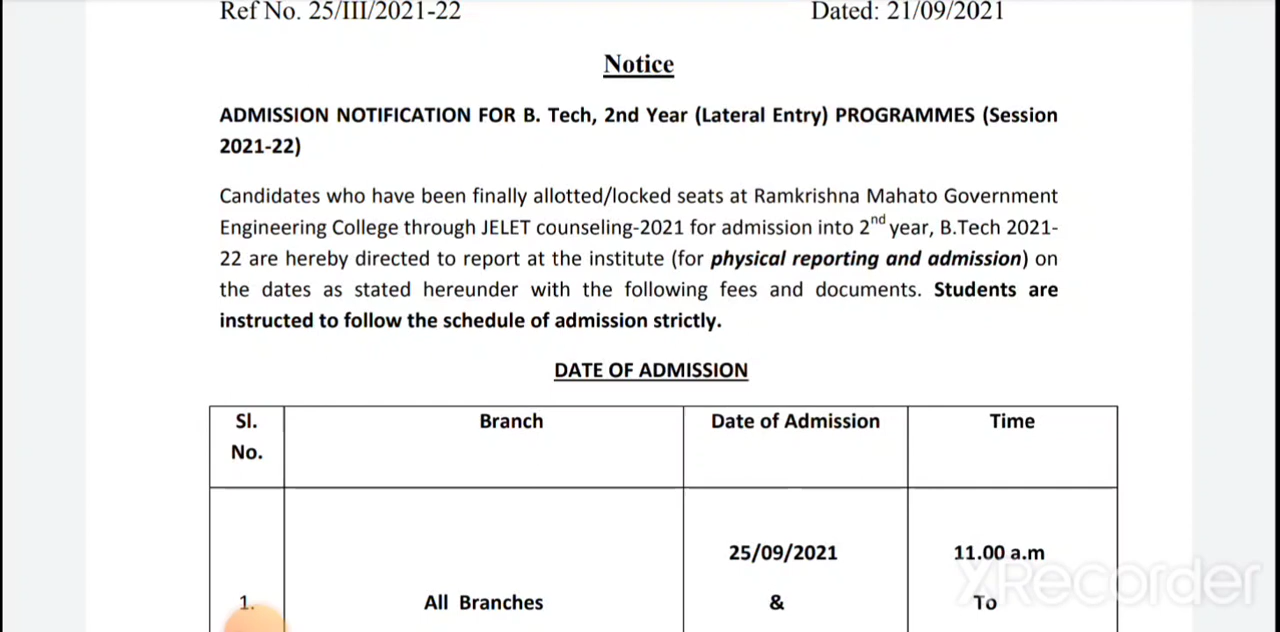 Ref No. 25/III/2021-22 Dated: 21/09/2021
Notice
ADMISSION NOTIFICATION FOR B. Tech, 2nd Year (Lateral Entry) PROGRAMMES (Session
2021-22)
Candidates who have been finally allotted/locked seats at Ramkrishna Mahato Government
Engineering College through JELET counseling-2021 for admission into 2nd year, B.Tech 2021-
22 are hereby directed to report at the institute (for physical reporting and admission) on
the dates as stated hereunder with the following fees and documents. Students are
instructed to follow the schedule of admission strictly.
DATE OF ADMISSION
Sl. Branch Date of Admission Time
No.
25/09/2021 11.00 a.m
1. All Branches & To
XRecorder